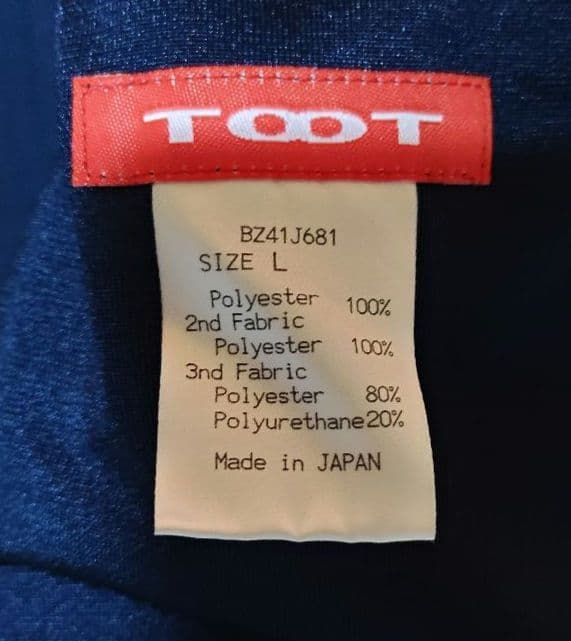 TOOT
BZ41J681
SIZE L
Polyester 100%
2nd Fabric
Polyester 100%
3nd Fabric
Polyester 80%
Polyurethane20%
Made in JAPAN